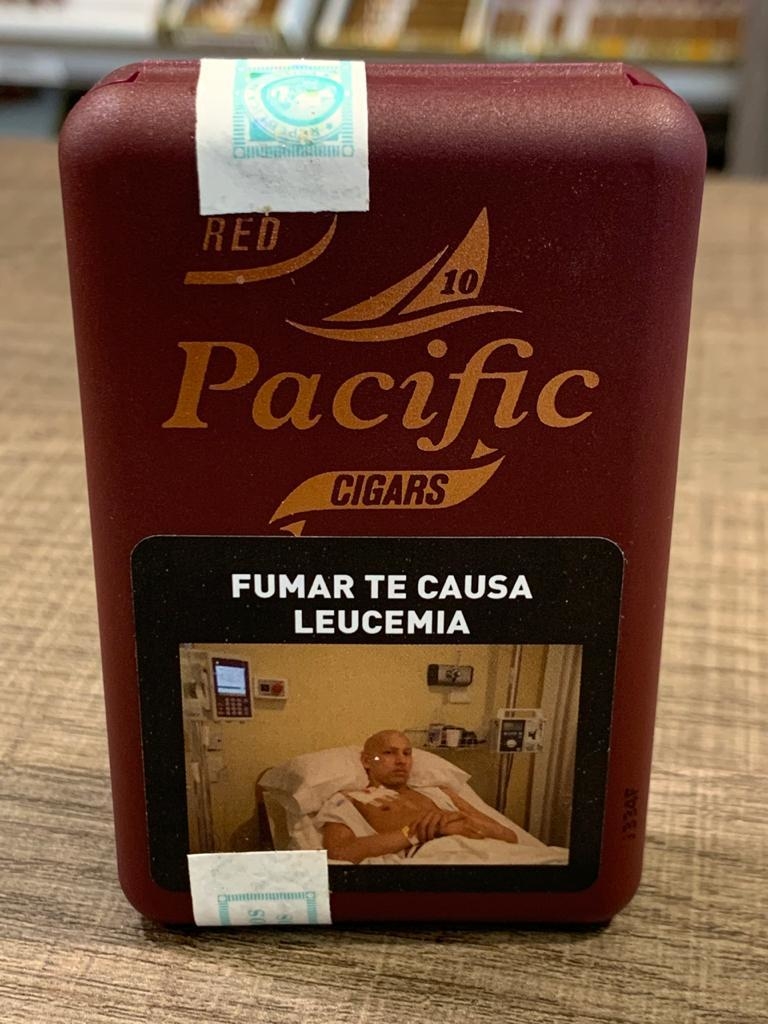 RED
10
Pacific
CIGARS
FUMAR TE CAUSA
LEUCEMIA